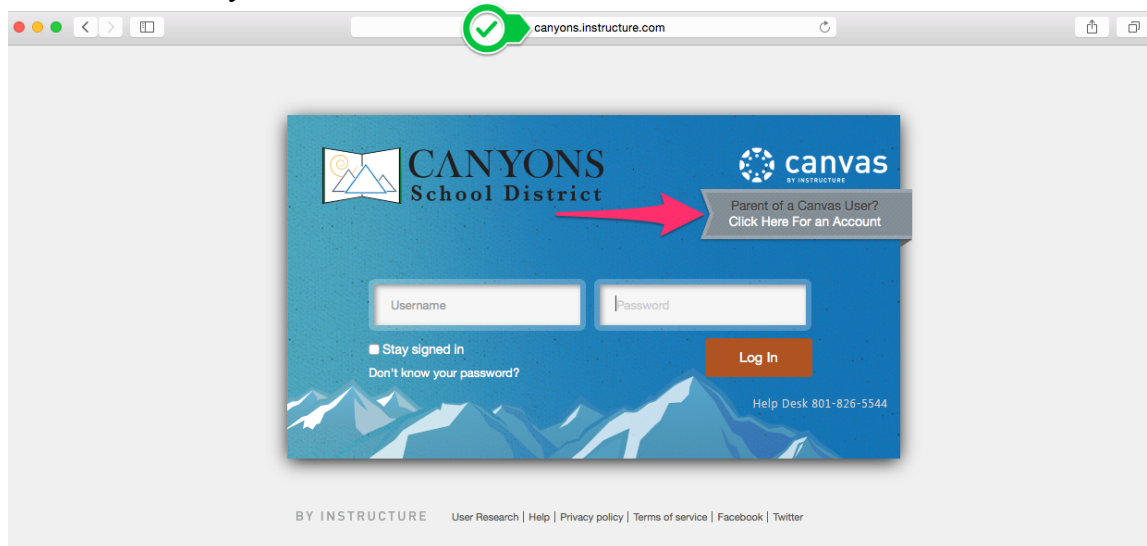 canyons.instructure.com
CANYONS
School District
canvas
BY INSTRUCTURE
Parent of a Canvas User?
Click Here For an Account
Username
Password
Stay signed in
Log In
Don't know your password?
Help Desk 801-826-5544
BY INSTRUCTURE User Research | Help | Privacy policy | Terms of service | Facebook | Twitter